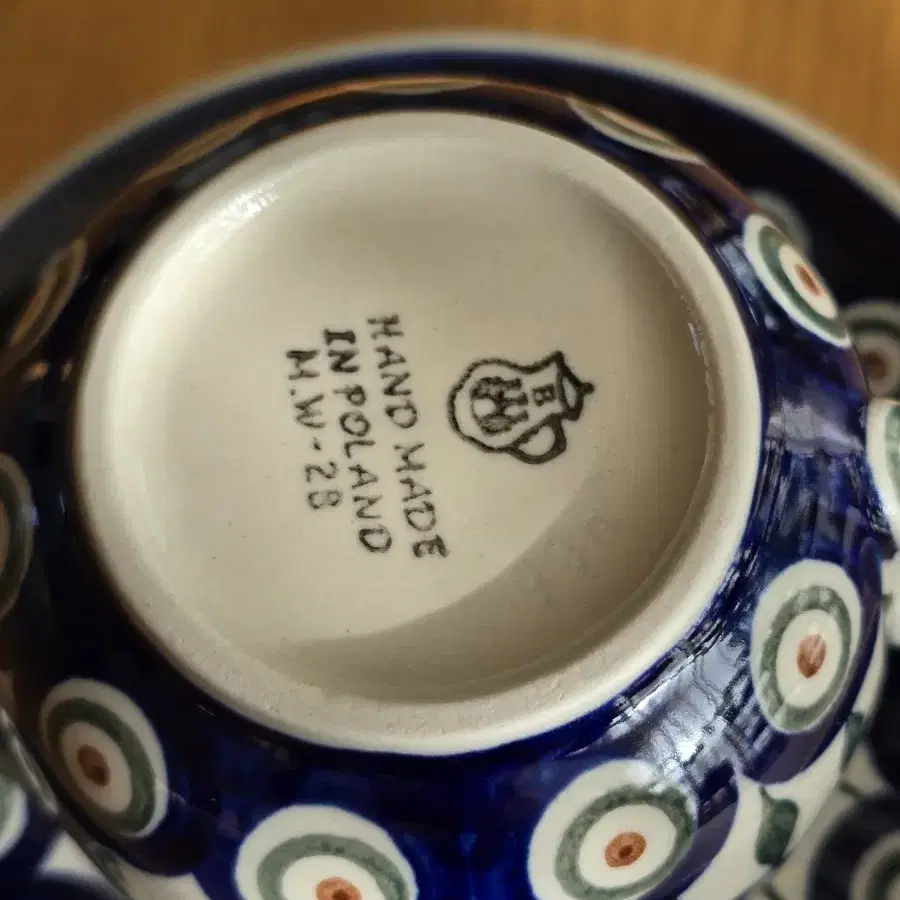 B
HAND MADE
IN POLAND
M.W-28